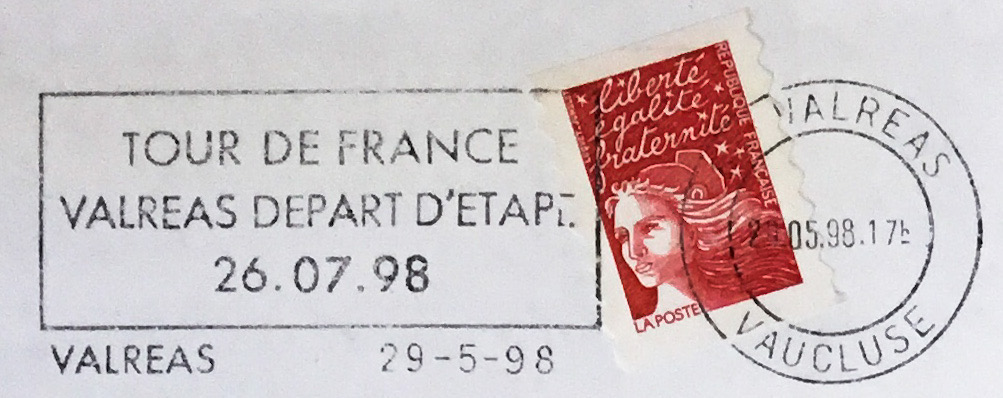 TOUR DE FRANCE
VALREAS DEPART D'ETAPE
26.07.98
VALREAS 29-5-98
liberté
égalité
fraternité
RÉPUBLIQUE FRANÇAISE
LA POSTE
VALREAS
05.98.17h
VAUCLUSE